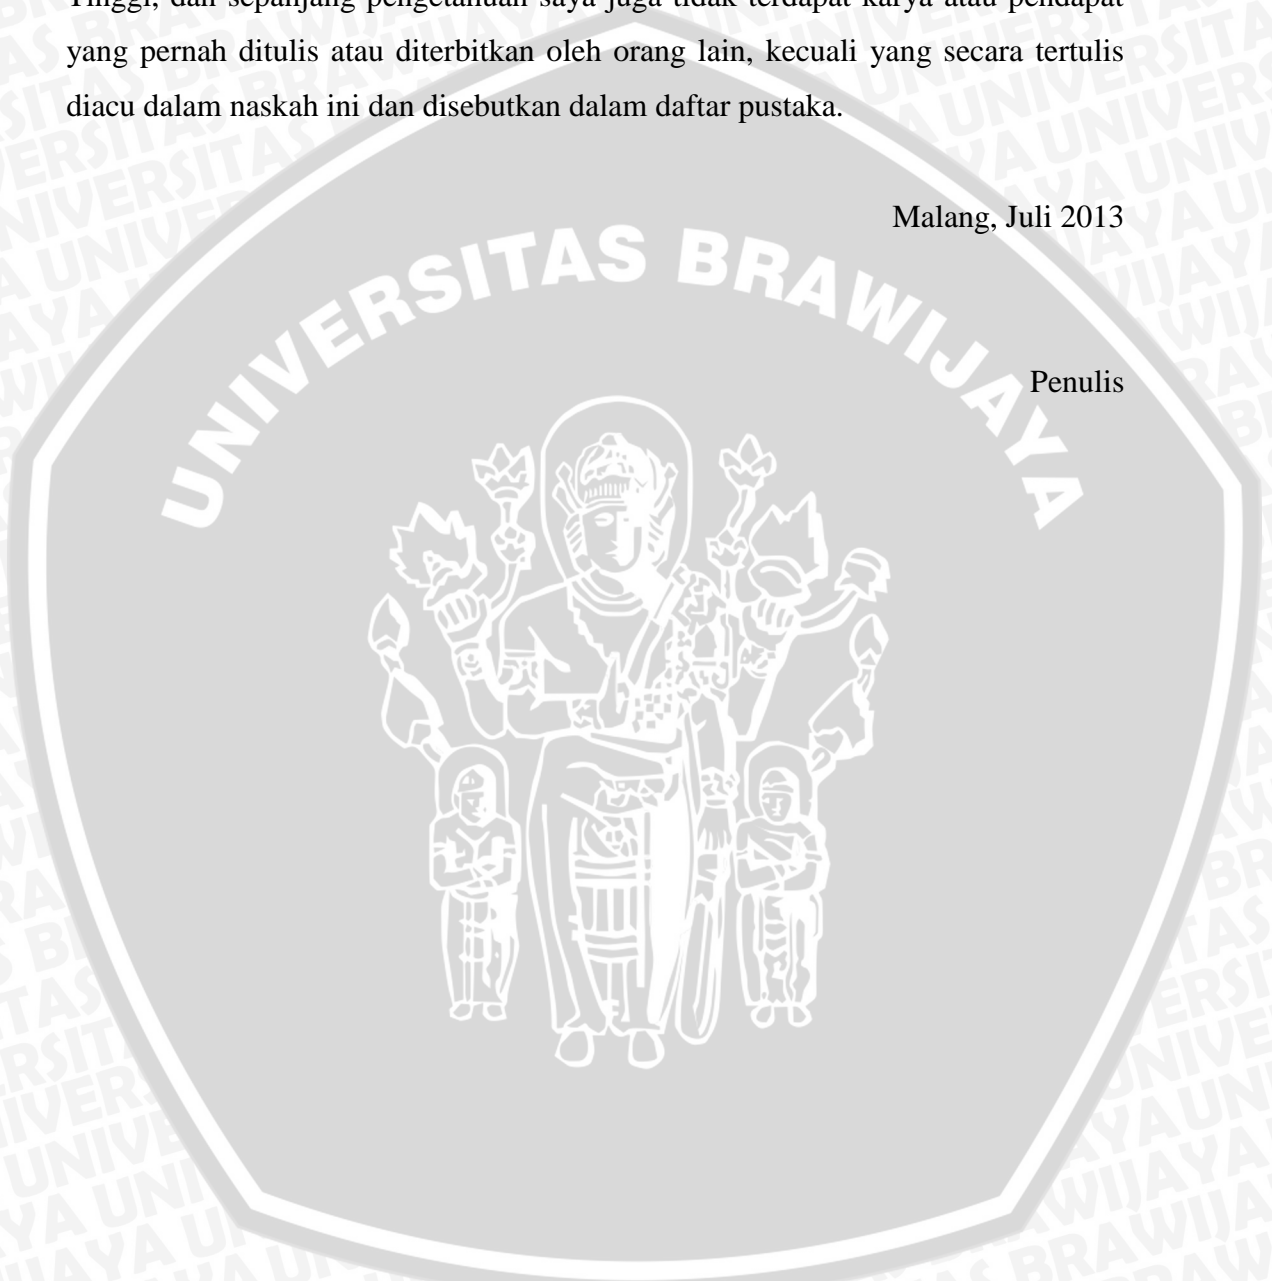 Tinggi, dan sepanjang pengetahuan saya juga tidak terdapat karya atau pendapat
yang pernah ditulis atau diterbitkan oleh orang lain, kecuali yang secara tertulis
diacu dalam naskah ini dan disebutkan dalam daftar pustaka.
Malang, Juli 2013
UNIVERSITAS BRAWIJAYA
Penulis